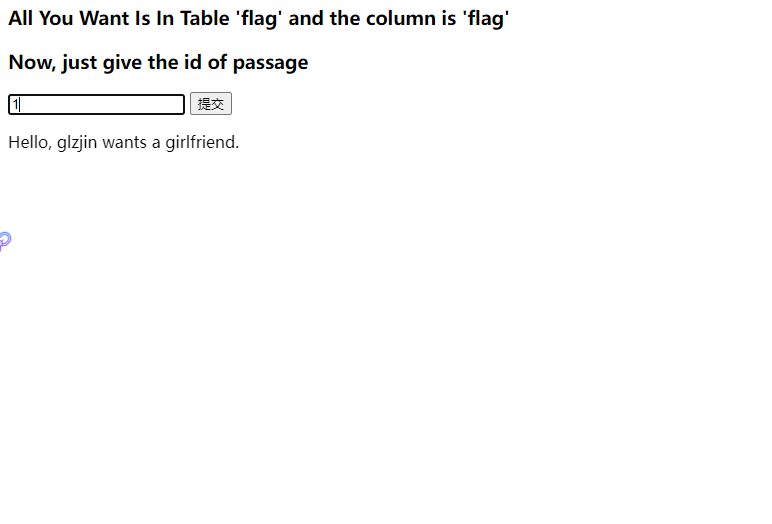 All You Want Is In Table 'flag' and the column is 'flag'
Now, just give the id of passage
1 提交
Hello, glzjin wants a girlfriend.